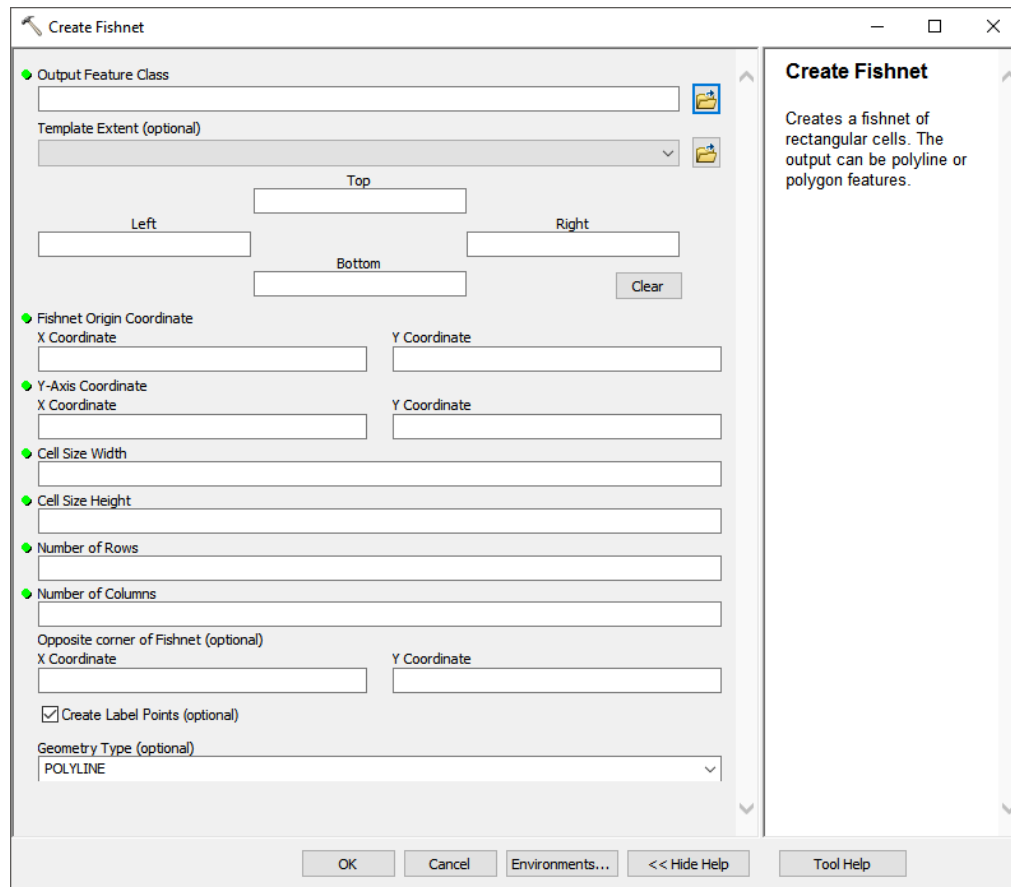 Create Fishnet
Output Feature Class
Template Extent (optional)
Top
Left
Right
Bottom
Clear
Fishnet Origin Coordinate
X Coordinate
Y Coordinate
Y-Axis Coordinate
X Coordinate
Y Coordinate
Cell Size Width
Cell Size Height
Number of Rows
Number of Columns
Opposite corner of Fishnet (optional)
X Coordinate
Y Coordinate
Create Label Points (optional)
Geometry Type (optional)
POLYLINE
Create Fishnet
Creates a fishnet of
rectangular cells. The
output can be polyline or
polygon features.
OK
Cancel
Environments...
<< Hide Help
Tool Help